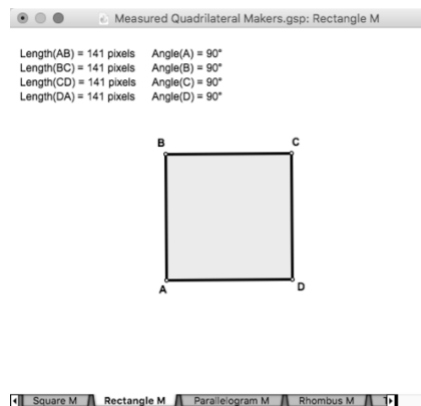 Measured Quadrilateral Makers.gsp: Rectangle M
Length(AB) = 141 pixels Angle(A) = 90°
Length(BC) = 141 pixels Angle(B) = 90°
Length(CD) = 141 pixels Angle(C) = 90°
Length(DA) = 141 pixels Angle(D) = 90°
B C
A D
Square M Rectangle M Parallelogram M Rhombus M